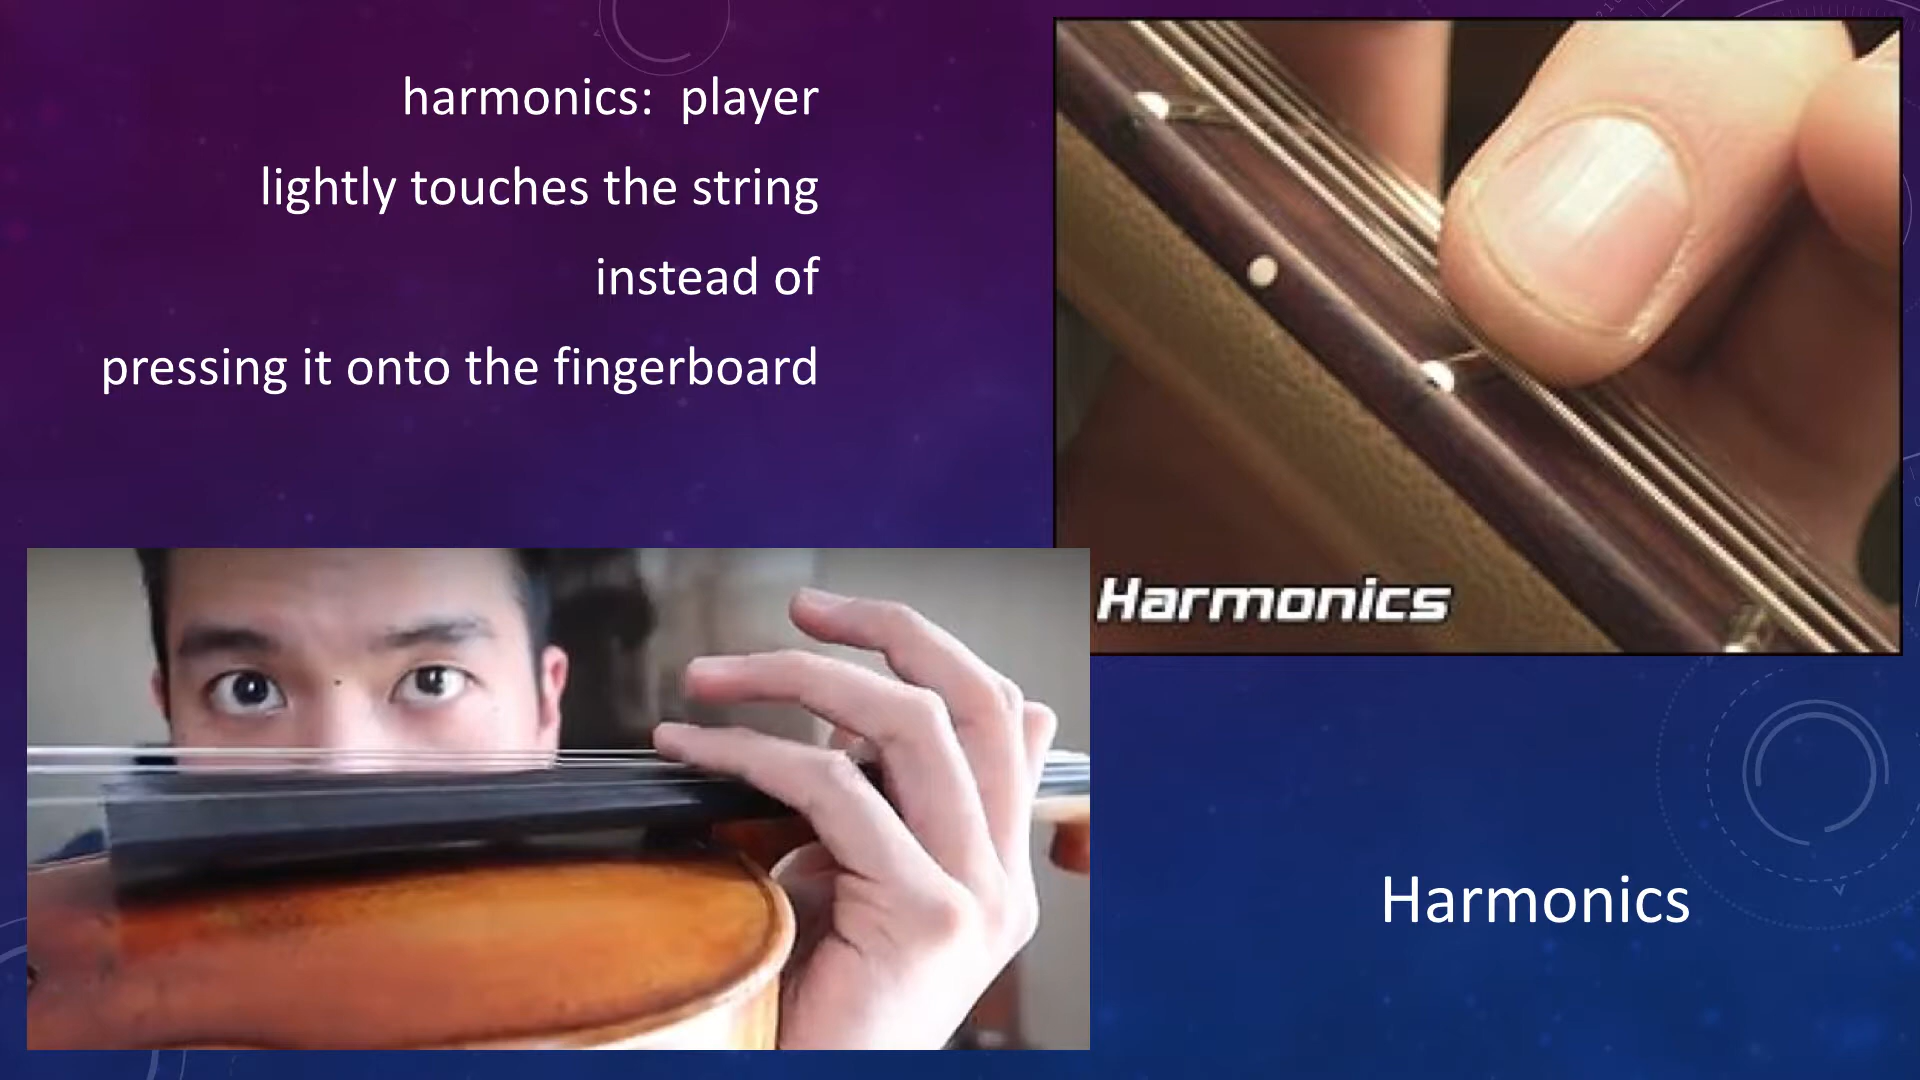 harmonics:  player
lightly touches the string
instead of
pressing it onto the fingerboard
Harmonics
Harmonics